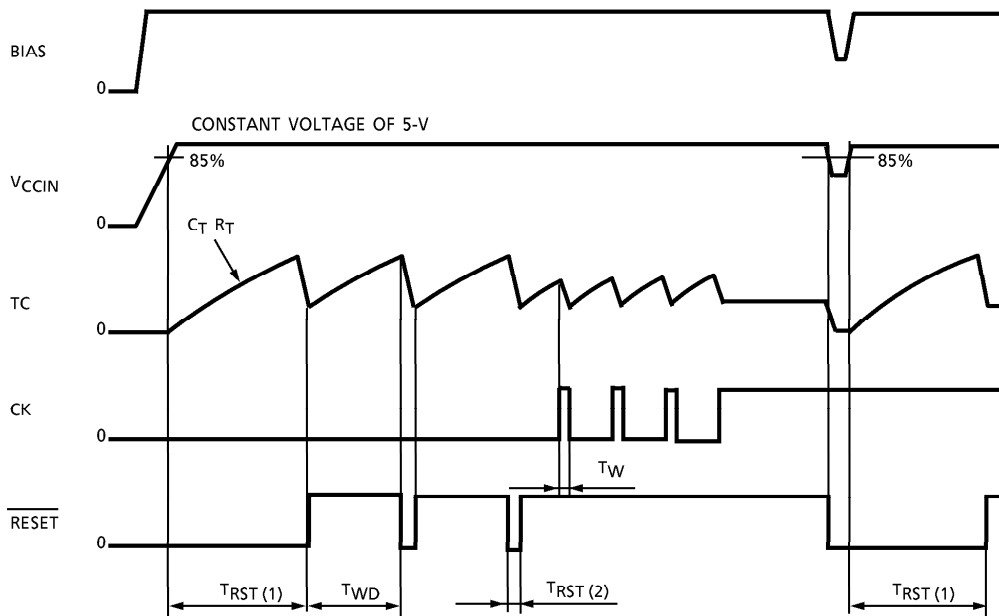 BIAS
0
CONSTANT VOLTAGE OF 5-V
85%
85%
VCCIN
0
CT RT
TC
0
CK
0
TW
RESET
0
TRST (1)
TWD
TRST (2)
TRST (1)